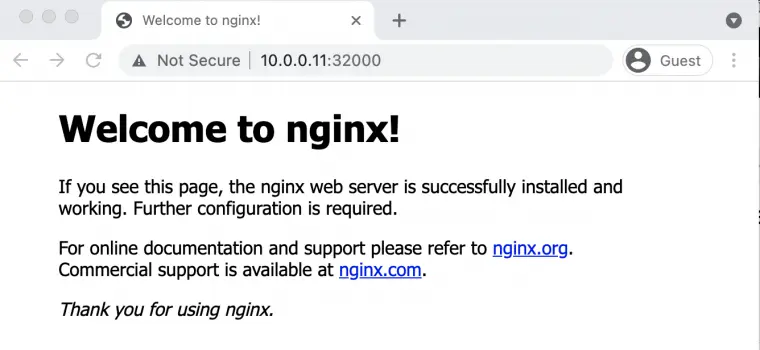 Welcome to nginx!
Not Secure 10.0.0.11:32000 Guest
Welcome to nginx!
If you see this page, the nginx web server is successfully installed and
working. Further configuration is required.
For online documentation and support please refer to nginx.org.
Commercial support is available at nginx.com.
Thank you for using nginx.